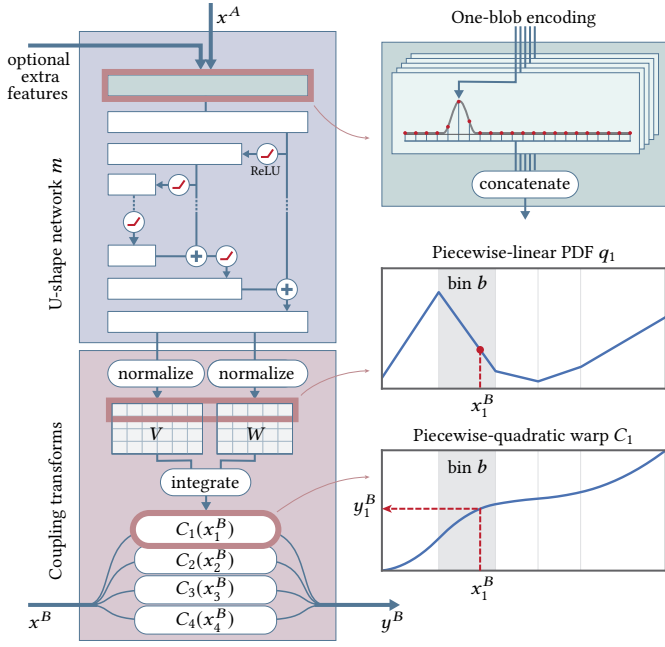 x^A
optional
extra
features
U-shape network m
ReLU
One-blob encoding
concatenate
Piecewise-linear PDF q_1
bin b
x_1^B
normalize
normalize
V
W
integrate
Coupling transforms
C_1(x_1^B)
C_2(x_2^B)
C_3(x_3^B)
C_4(x_4^B)
x^B
y^B
Piecewise-quadratic warp C_1
bin b
y_1^B
x_1^B